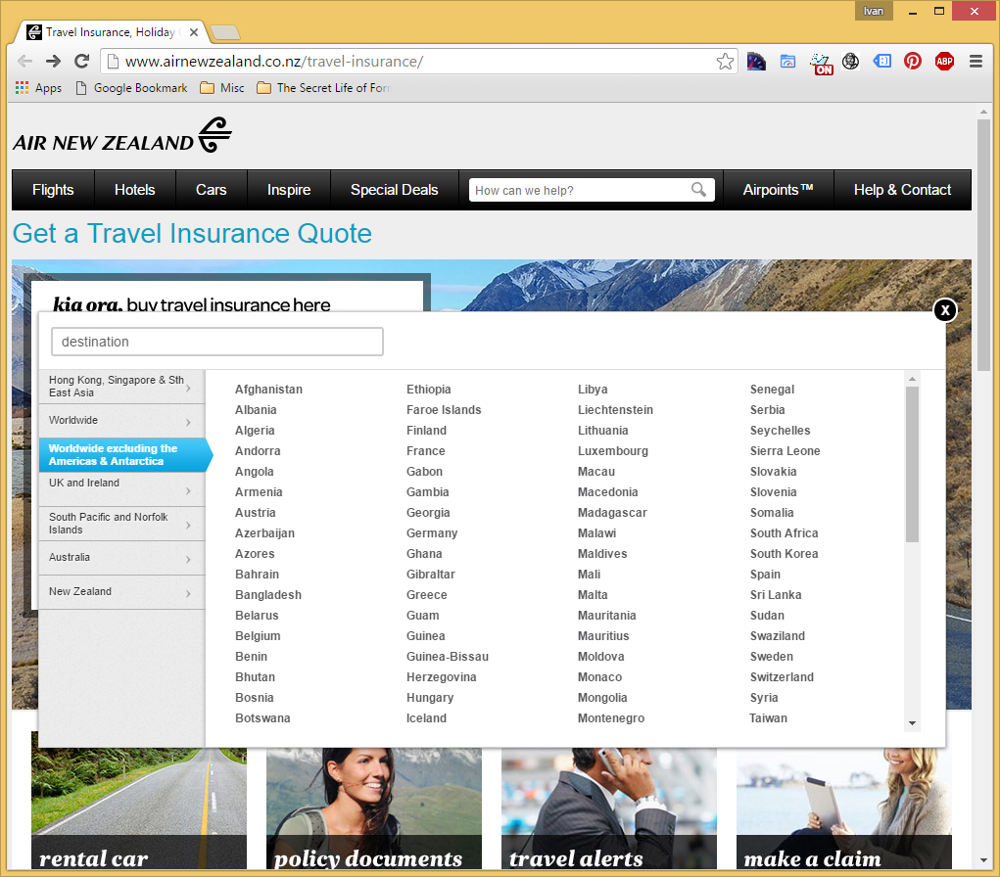 Ivan
Travel Insurance, Holiday
www.airnewzealand.co.nz/travel-insurance/
ON
ABP
Apps
Google Bookmark
Misc
The Secret Life of For
AIR NEW ZEALAND
Flights
Hotels
Cars
Inspire
Special Deals
How can we help?
Airpoints™
Help & Contact
Get a Travel Insurance Quote
kia ora, buy travel insurance here
X
destination
Hong Kong, Singapore & Sth
East Asia
Worldwide
Worldwide excluding the
Americas & Antarctica
UK and Ireland
South Pacific and Norfolk
Islands
Australia
New Zealand
Afghanistan
Albania
Algeria
Andorra
Angola
Armenia
Austria
Azerbaijan
Azores
Bahrain
Bangladesh
Belarus
Belgium
Benin
Bhutan
Bosnia
Botswana
Ethiopia
Faroe Islands
Finland
France
Gabon
Gambia
Georgia
Germany
Ghana
Gibraltar
Greece
Guam
Guinea
Guinea-Bissau
Herzegovina
Hungary
Iceland
Libya
Liechtenstein
Lithuania
Luxembourg
Macau
Macedonia
Madagascar
Malawi
Maldives
Mali
Malta
Mauritania
Mauritius
Moldova
Monaco
Mongolia
Montenegro
Senegal
Serbia
Seychelles
Sierra Leone
Slovakia
Slovenia
Somalia
South Africa
South Korea
Spain
Sri Lanka
Sudan
Swaziland
Sweden
Switzerland
Syria
Taiwan
rental car
policy documents
travel alerts
make a claim